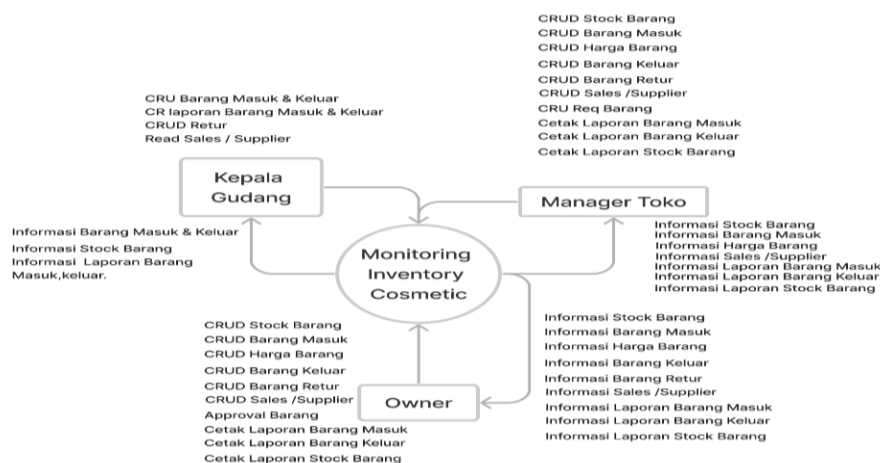 CRUD Stock Barang
CRUD Barang Masuk
CRUD Harga Barang
CRUD Barang Keluar
CRUD Barang Retur
CRUD Sales /Supplier
CRU Req Barang
Cetak Laporan Barang Masuk
Cetak Laporan Barang Keluar
Cetak Laporan Stock Barang
CRU Barang Masuk & Keluar
CR laporan Barang Masuk & Keluar
CRUD Retur
Read Sales / Supplier
Kepala
Gudang
Manager Toko
Informasi Barang Masuk & Keluar
Informasi Stock Barang
Informasi Laporan Barang
Masuk,keluar.
Monitoring
Inventory
Cosmetic
Informasi Stock Barang
Informasi Barang Masuk
Informasi Harga Barang
Informasi Sales /Supplier
Informasi Laporan Barang Masuk
Informasi Laporan Barang Keluar
Informasi Laporan Stock Barang
CRUD Stock Barang
CRUD Barang Masuk
CRUD Harga Barang
CRUD Barang Keluar
CRUD Barang Retur
CRUD Sales /Supplier
Approval Barang
Cetak Laporan Barang Masuk
Cetak Laporan Barang Keluar
Cetak Laporan Stock Barang
Owner
Informasi Stock Barang
Informasi Barang Masuk
Informasi Harga Barang
Informasi Barang Keluar
Informasi Barang Retur
Informasi Sales /Supplier
Informasi Laporan Barang Masuk
Informasi Laporan Barang Keluar
Informasi Laporan Stock Barang